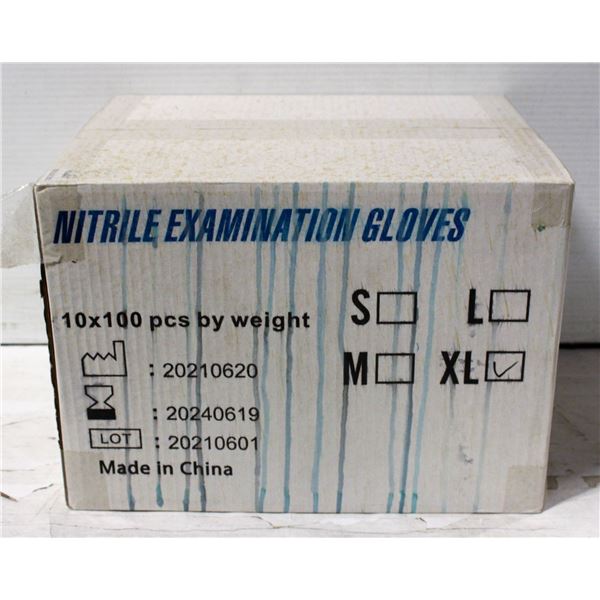 NITRILE EXAMINATION GLOVES
10x100 pcs by weight
S L
M XL
: 20210620
: 20240619
LOT : 20210601
Made in China